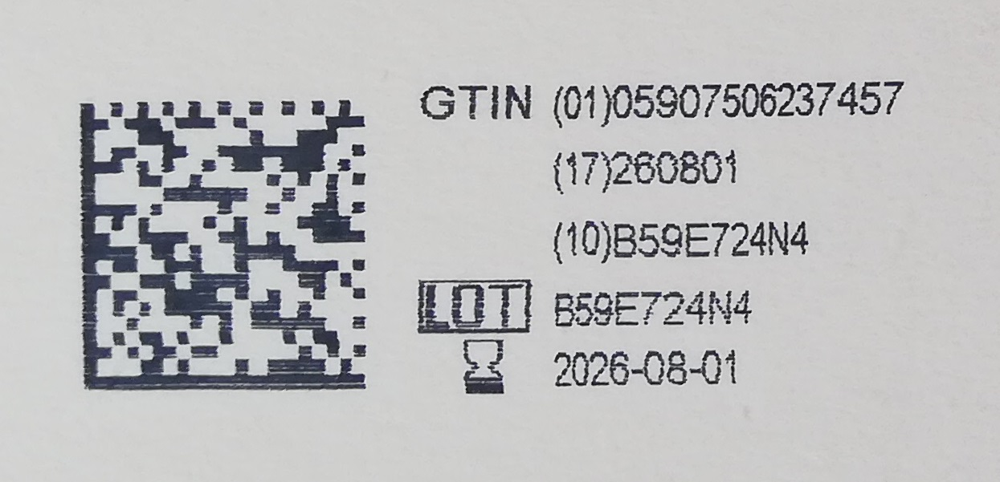 GTIN (01)05907506237457
(17)260801
(10)B59E724N4
LOT B59E724N4
2026-08-01